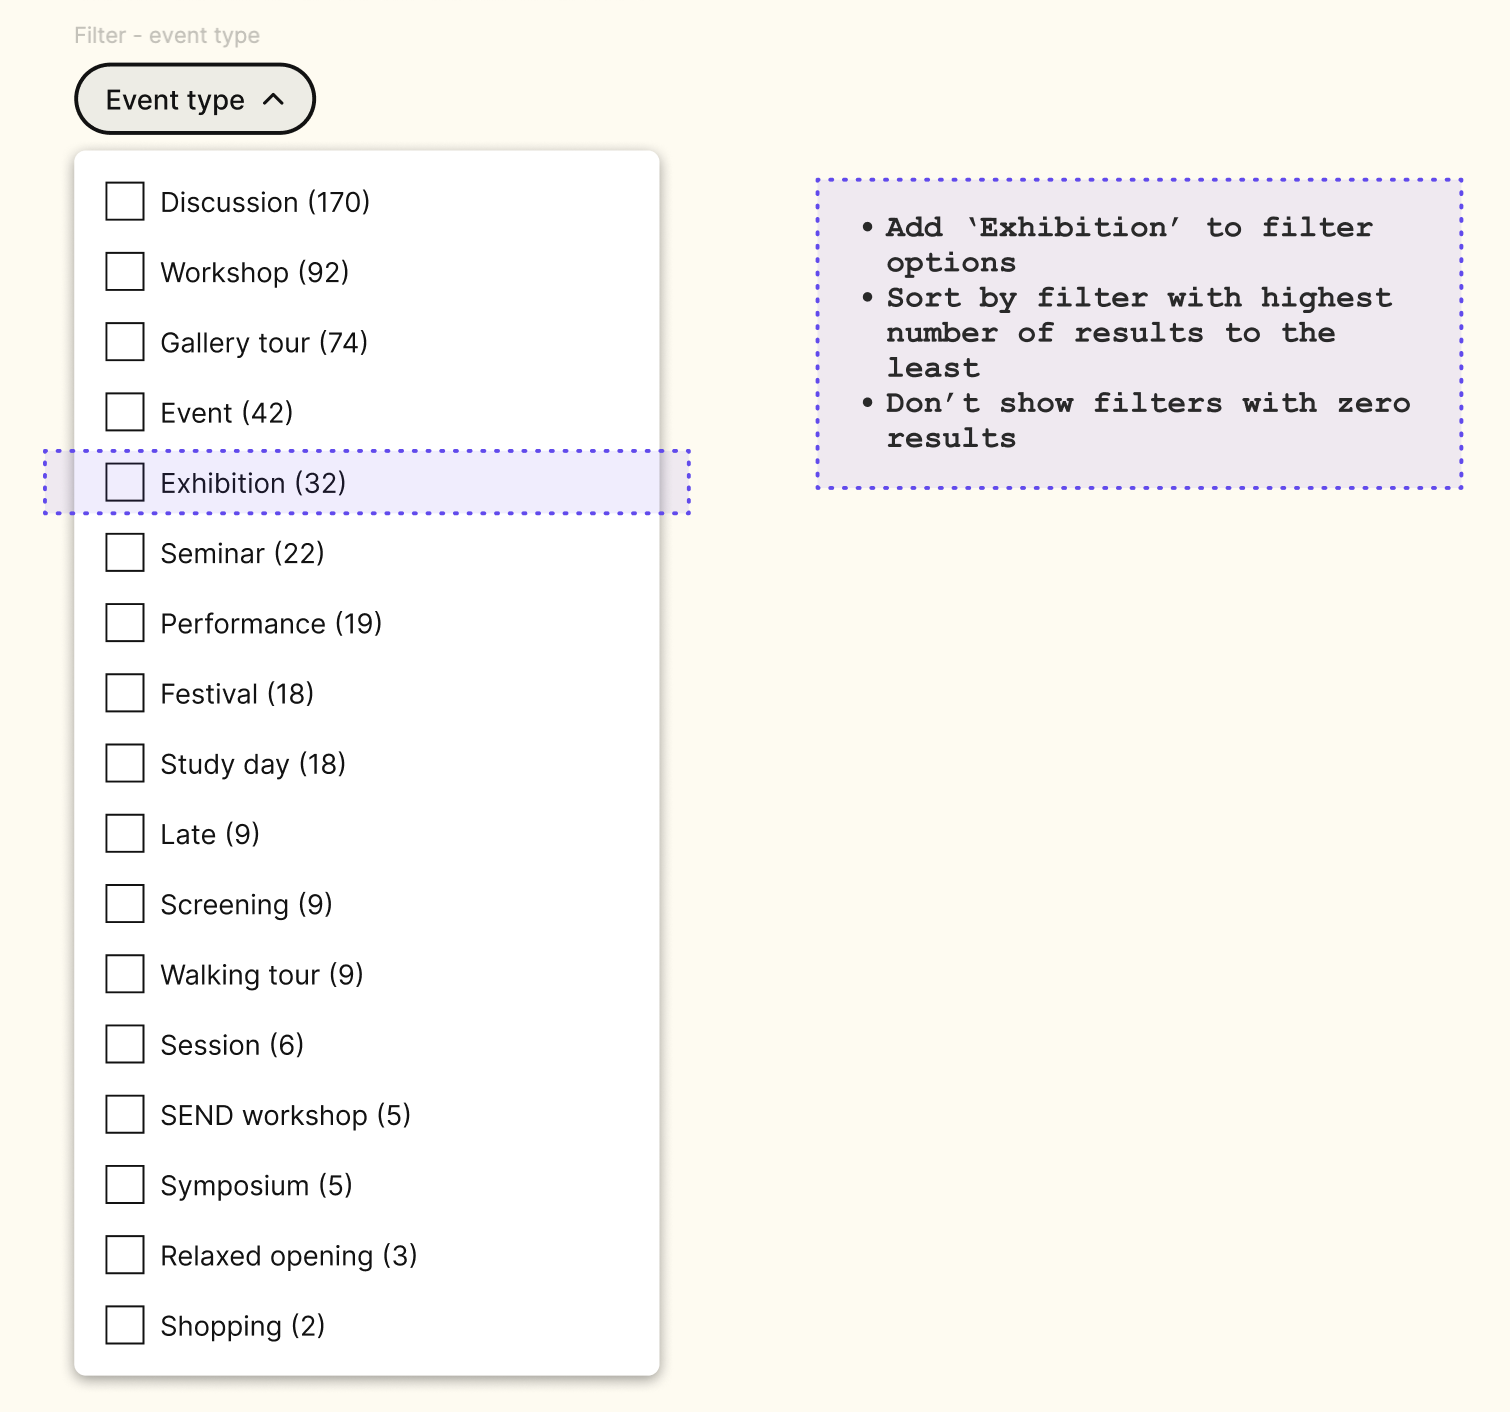 Filter - event type
Event type
Discussion (170)
Workshop (92)
Gallery tour (74)
Event (42)
Exhibition (32)
Seminar (22)
Performance (19)
Festival (18)
Study day (18)
Late (9)
Screening (9)
Walking tour (9)
Session (6)
SEND workshop (5)
Symposium (5)
Relaxed opening (3)
Shopping (2)
• Add ‘Exhibition’ to filter
options
• Sort by filter with highest
number of results to the
least
• Don’t show filters with zero
results